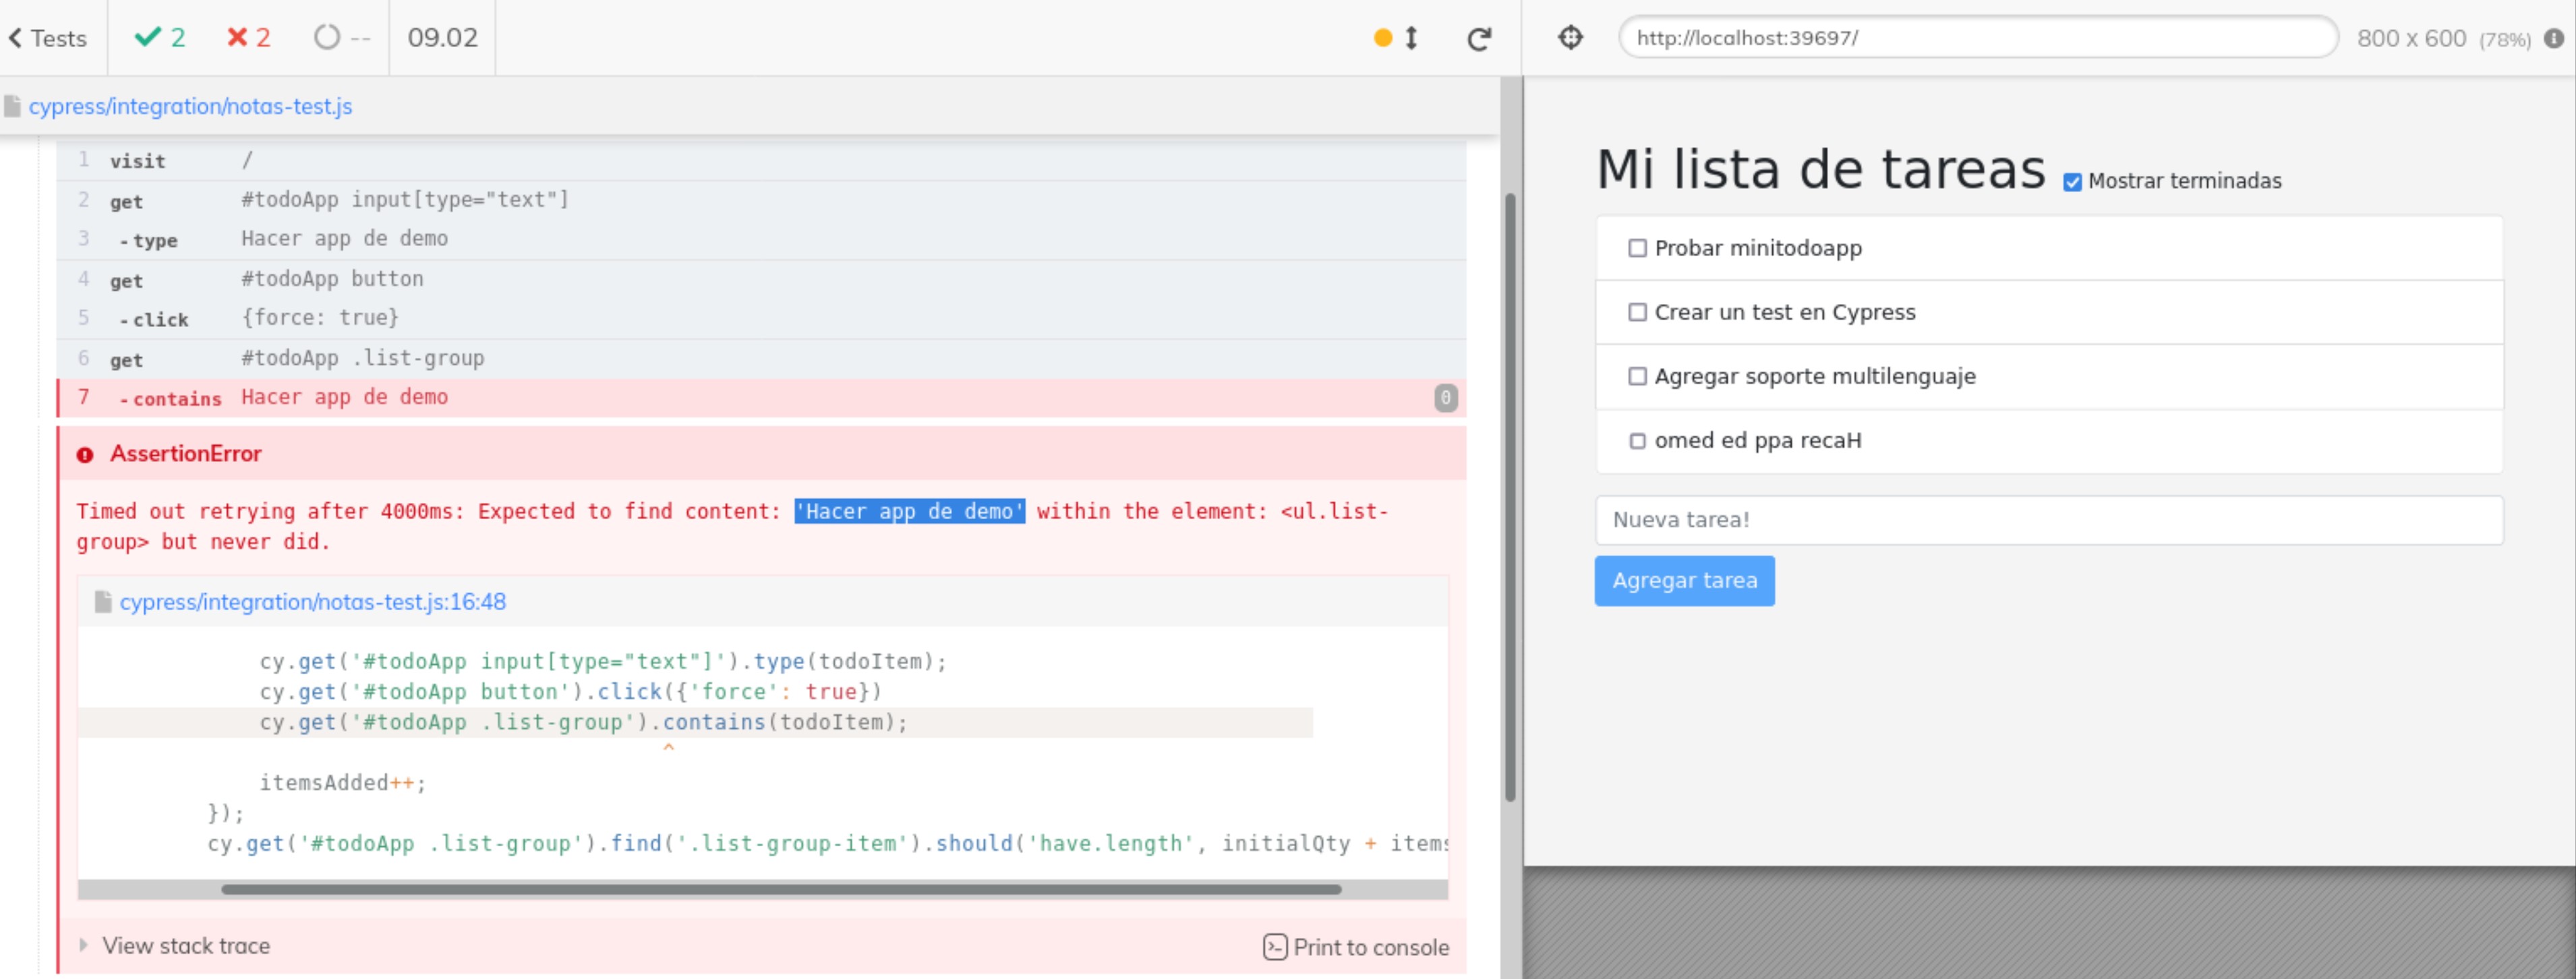 Tests 2 2 -- 09.02
cypress/integration/notas-test.js
1 visit /
2 get #todoApp input[type="text"]
3 -type Hacer app de demo
4 get #todoApp button
5 -click {force: true}
6 get #todoApp .list-group
7 -contains Hacer app de demo 0
AssertionError
Timed out retrying after 4000ms: Expected to find content: 'Hacer app de demo' within the element: <ul.list-
group> but never did.
cypress/integration/notas-test.js:16:48
cy.get('#todoApp input[type="text"]').type(todoItem);
cy.get('#todoApp button').click({'force': true})
cy.get('#todoApp .list-group').contains(todoItem);
^
itemsAdded++;
});
cy.get('#todoApp .list-group').find('.list-group-item').should('have.length', initialQty + items
View stack trace
Print to console
http://localhost:39697/ 800 x 600 (78%)
Mi lista de tareas Mostrar terminadas
Probar minitodoapp
Crear un test en Cypress
Agregar soporte multilenguaje
omed ed ppa recaH
Nueva tarea!
Agregar tarea